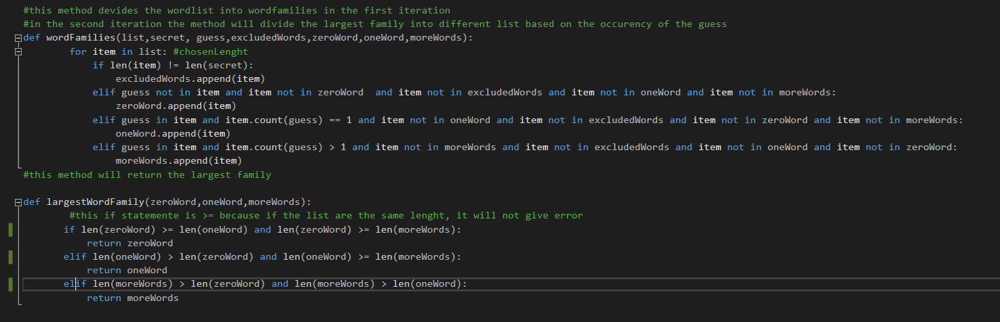 #this method devides the wordlist into wordfamilies in the first iteration
#in the second iteration the method will divide the largest family into different list based on the occurency of the guess
def wordFamilies(list,secret, guess,excludedWords,zeroWord,oneWord,moreWords):
        for item in list: #chosenLenght
            if len(item) != len(secret):
                excludedWords.append(item)
            elif guess not in item and item not in zeroWord  and item not in excludedWords and item not in oneWord and item not in moreWords:
                zeroWord.append(item)
            elif guess in item and item.count(guess) == 1 and item not in oneWord and item not in excludedWords and item not in zeroWord and item not in moreWords:
                oneWord.append(item)
            elif guess in item and item.count(guess) > 1 and item not in moreWords and item not in excludedWords and item not in oneWord and item not in zeroWord:
                moreWords.append(item)
#this method will return the largest family
def largestWordFamily(zeroWord,oneWord,moreWords):
        #this if statemente is >= because if the list are the same lenght, it will not give error
       if len(zeroWord) >= len(oneWord) and len(zeroWord) >= len(moreWords):
           return zeroWord
       elif len(oneWord) > len(zeroWord) and len(oneWord) >= len(moreWords):
           return oneWord
       elif len(moreWords) > len(zeroWord) and len(moreWords) > len(oneWord):
           return moreWords